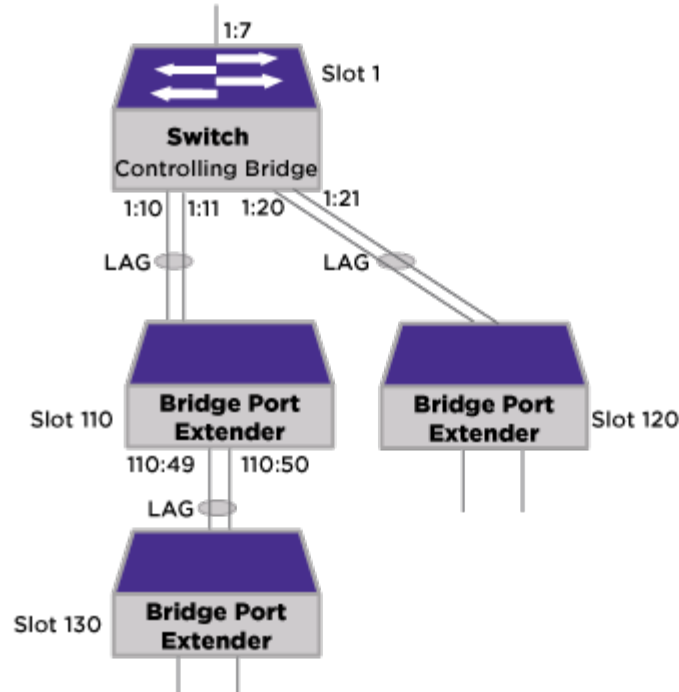 1:7
Slot 1
Switch
Controlling Bridge
1:10 1:11 1:20 1:21
LAG LAG
Bridge Port
Extender
Slot 110
Bridge Port
Extender
Slot 120
110:49 110:50
LAG
Bridge Port
Extender
Slot 130